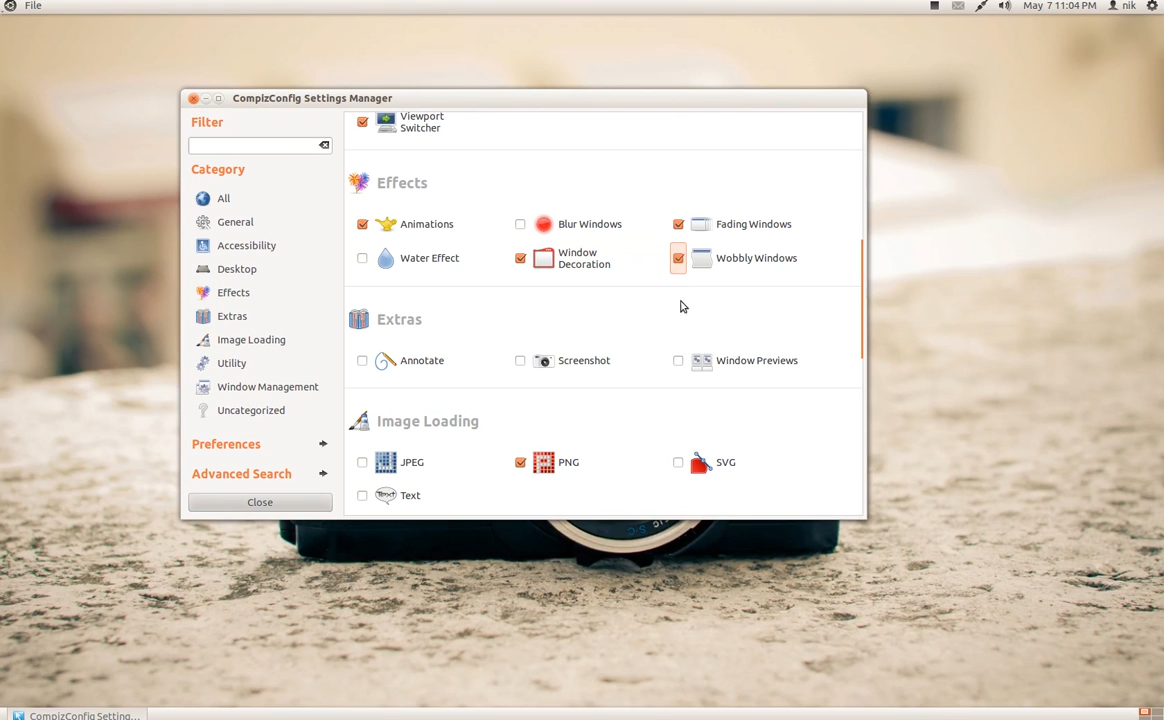 File
May 7 11:04 PM
nik
CompizConfig Settings Manager
Filter
Category
All
General
Accessibility
Desktop
Effects
Extras
Image Loading
Utility
Window Management
Uncategorized
Preferences
Advanced Search
Close
Viewport
Switcher
Effects
Animations
Blur Windows
Fading Windows
Water Effect
Window
Decoration
Wobbly Windows
Extras
Annotate
Screenshot
Window Previews
Image Loading
JPEG
PNG
SVG
Text
CompizConfig Setting...